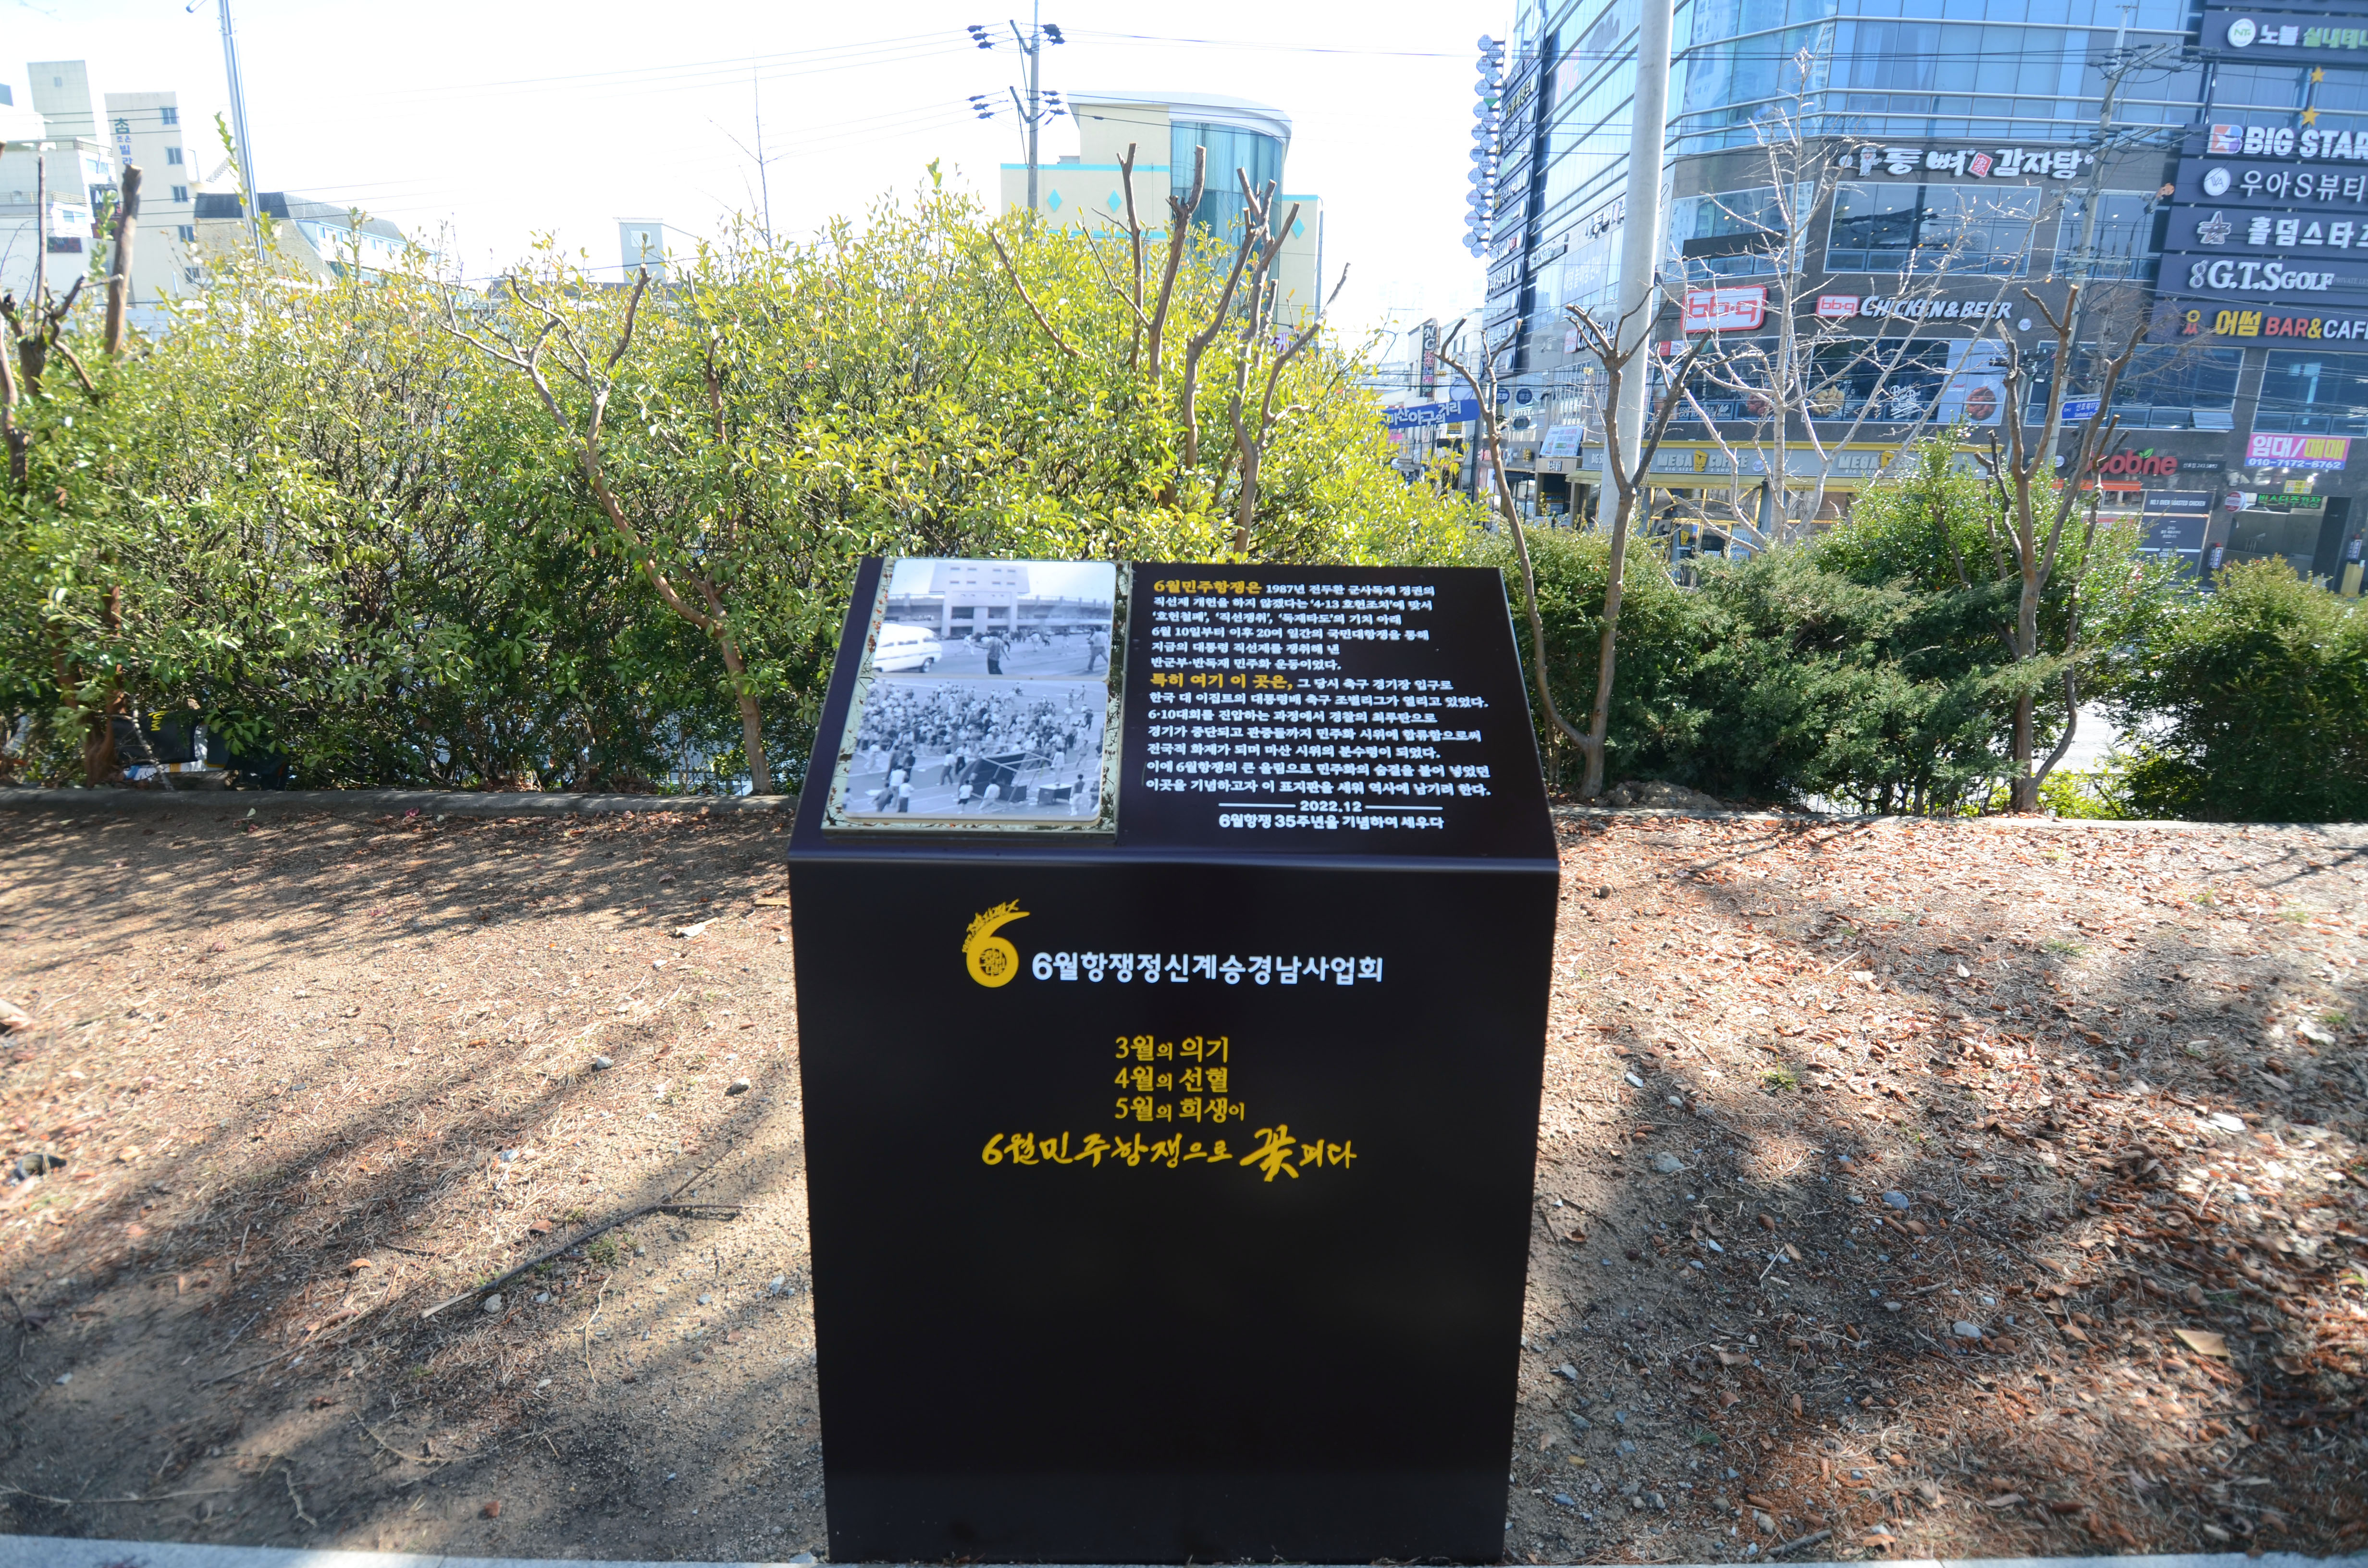 6월민주항쟁은 1987년 전두환 군사독재 정권의
직선제 개헌을 하지 않겠다는 '4·13 호헌조치'에 맞서
'호헌철폐', '직선쟁취', '독재타도'의 기치 아래
6월 10일부터 이후 20여 일간의 국민대항쟁을 통해
지금의 대통령 직선제를 쟁취해 낸
반군부·반독재 민주화 운동이었다.
특히 여기 이 곳은, 그 당시 축구 경기장 입구로
한국 대 이집트의 대통령배 축구 조별리그가 열리고 있었다.
6·10대회를 진압하는 과정에서 경찰의 최루탄으로
경기가 중단되고 관중들까지 민주화 시위에 합류함으로써
전국적 화제가 되며 마산 시위의 분수령이 되었다.
이에 6월항쟁의 큰 울림으로 민주화의 숨결을 불어 넣었던
이곳을 기념하고자 이 표지판을 세워 역사에 남기려 한다.
2022.12
6월항쟁 35주년을 기념하여 세우다
6월항쟁정신계승경남사업회
3월의 의기
4월의 선혈
5월의 희생이
6월민주항쟁으로 꽃피다
노블
BIG STAR
통뼈 감자탕
우아S뷰티
홀덤스타
G.T.S GOLF
bb.q
bb.q CHICKEN&BEER
어썸 BAR&CAFE
야구의거리
임대/매매
010-7172-8762
MEGA COFFEE
MEGA